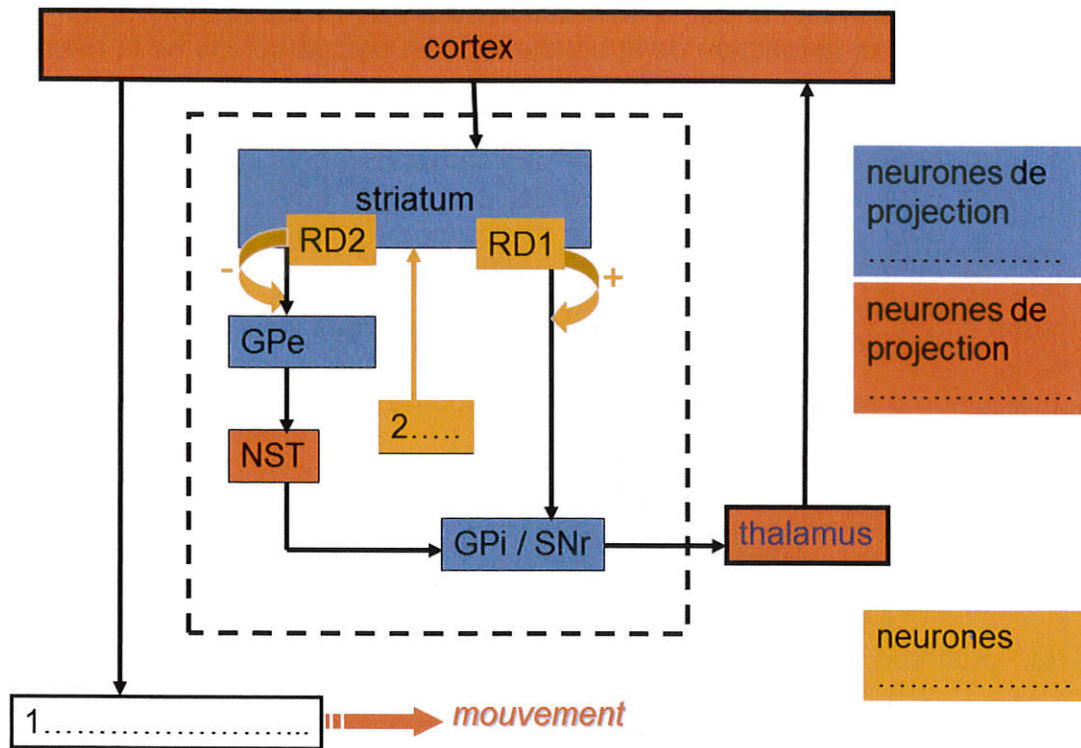 cortex
striatum
RD2
RD1
-
+
GPe
2.....
NST
GPi / SNr
thalamus
neurones de
projection
.....................
neurones de
projection
.....................
neurones
.....................
1...........................
mouvement